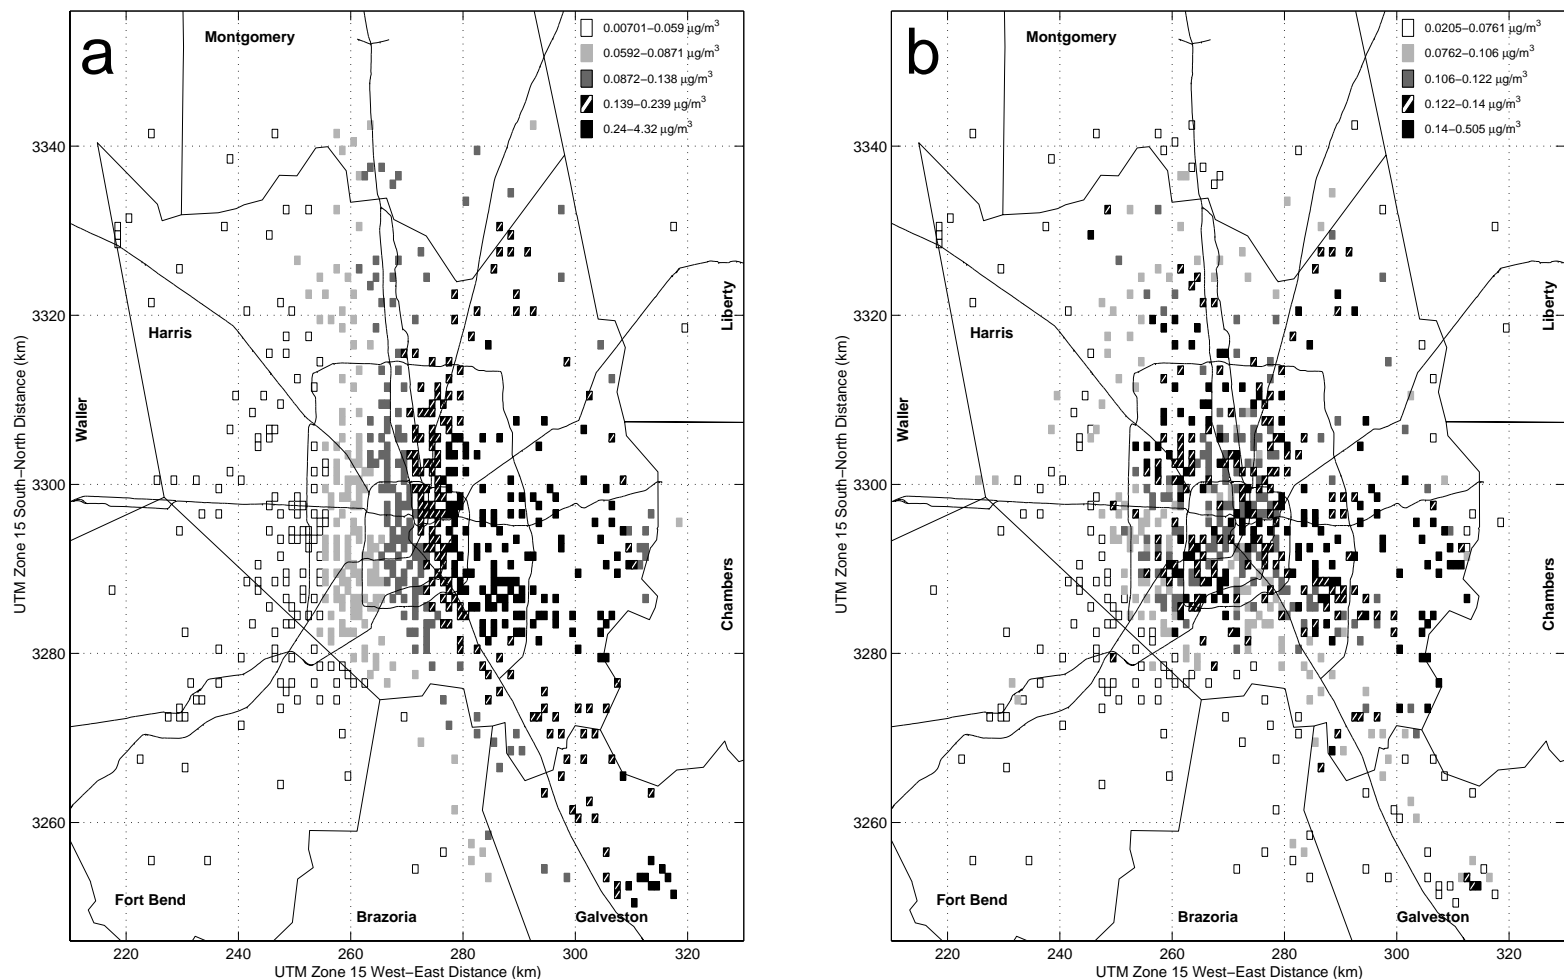 a
Montgomery
0.00701−0.059 µg/m3
0.0592−0.0871 µg/m3
0.0872−0.138 µg/m3
0.139−0.239 µg/m3
0.24−4.32 µg/m3
Harris
Liberty
Waller
Chambers
Fort Bend
Brazoria
Galveston
3340
3320
3300
3280
3260
220
240
260
280
300
320
UTM Zone 15 South−North Distance (km)
UTM Zone 15 West−East Distance (km)
b
Montgomery
0.0205−0.0761 µg/m3
0.0762−0.106 µg/m3
0.106−0.122 µg/m3
0.122−0.14 µg/m3
0.14−0.505 µg/m3
Harris
Liberty
Waller
Chambers
Fort Bend
Brazoria
Galveston
3340
3320
3300
3280
3260
220
240
260
280
300
320
UTM Zone 15 South−North Distance (km)
UTM Zone 15 West−East Distance (km)